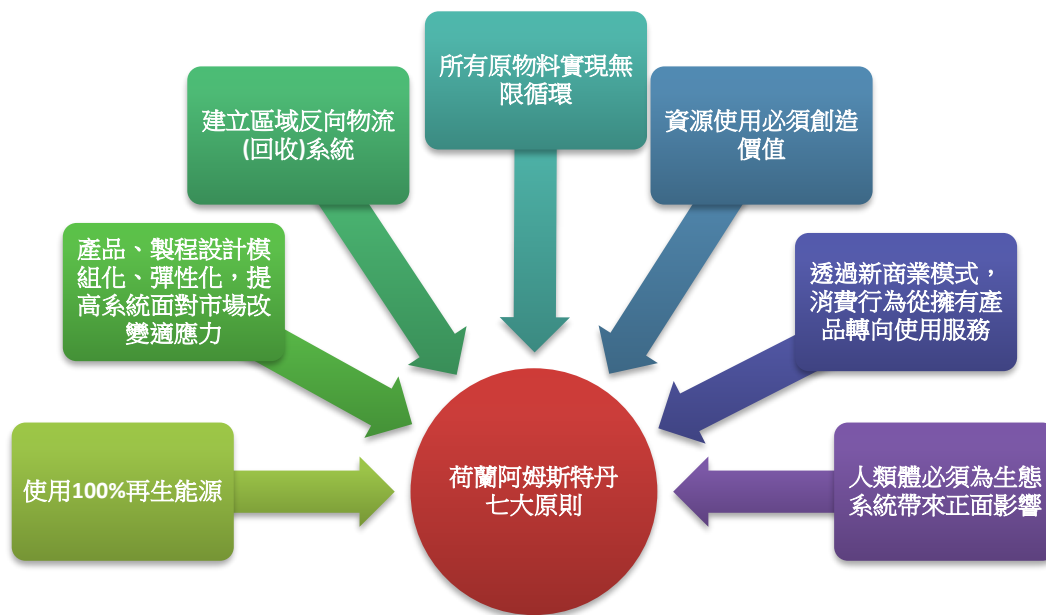 所有原物料實現無
限循環
建立區域反向物流
(回收)系統
資源使用必須創造
價值
產品、製程設計模
組化、彈性化，提
高系統面對市場改
變適應力
透過新商業模式，
消費行為從擁有產
品轉向使用服務
使用100%再生能源
荷蘭阿姆斯特丹
七大原則
人類體必須為生態
系統帶來正面影響